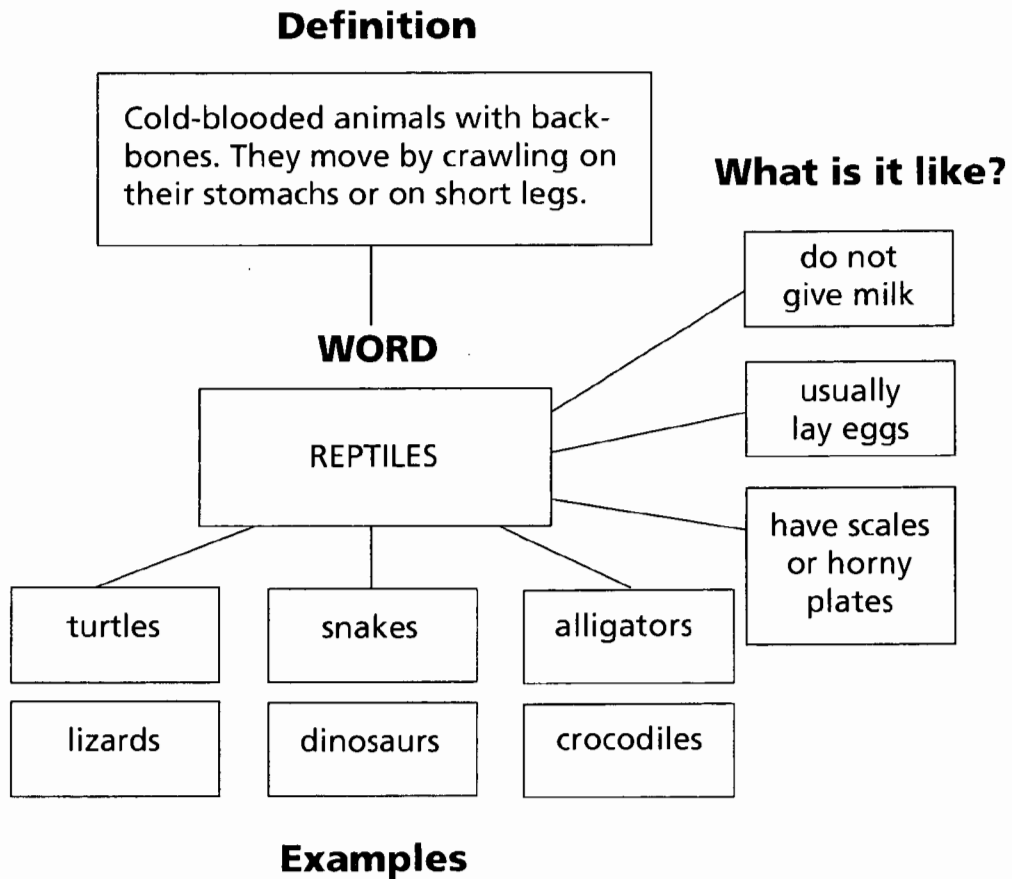 Definition
Cold-blooded animals with back-
bones. They move by crawling on
their stomachs or on short legs.
What is it like?
do not
give milk
usually
lay eggs
have scales
or horny
plates
WORD
REPTILES
turtles
snakes
alligators
lizards
dinosaurs
crocodiles
Examples